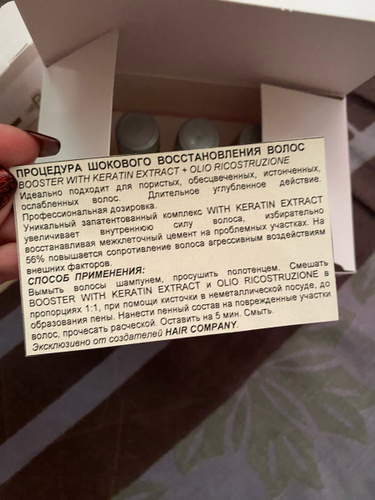 ПРОЦЕДУРА ШОКОВОГО ВОССТАНОВЛЕНИЯ ВОЛОС
BOOSTER WITH KERATIN EXTRACT + OLIO RICOSTRUZIONE
Идеально подходит для пористых, обесцвеченных, истонченных,
ослабленных волос. Длительное углубленное действие.
Профессиональная дозировка.
Уникальный запатентованный комплекс WITH KERATIN EXTRACT
увеличивает внутреннюю силу волоса, избирательно
восстанавливая межклеточный цемент на проблемных участках. На
56% повышается сопротивление волоса агрессивным воздействиям
внешних факторов.
СПОСОБ ПРИМЕНЕНИЯ:
Вымыть волосы шампунем, просушить полотенцем. Смешать
BOOSTER WITH KERATIN EXTRACT и OLIO RICOSTRUZIONE в
пропорциях 1:1, при помощи кисточки в неметаллической посуде, до
образования пены. Нанести пенный состав на поврежденные участки
волос, прочесать расческой. Оставить на 5 мин. Смыть.
Эксклюзивно от создателей HAIR COMPANY.